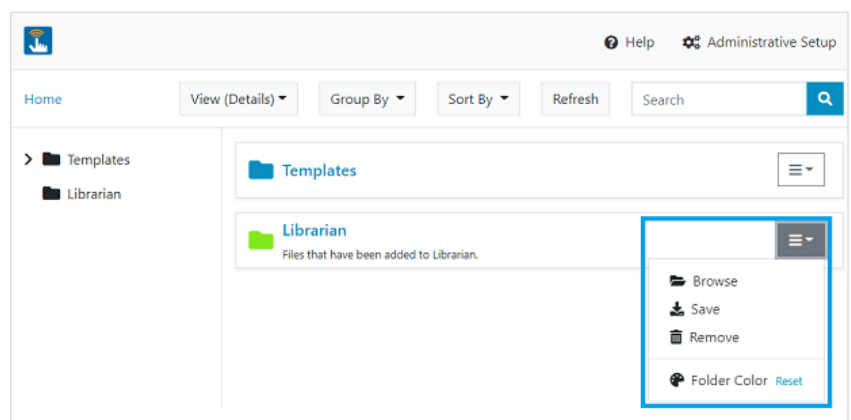 Help Administrative Setup
Home View (Details) Group By Sort By Refresh Search
Templates
Librarian
Templates
Librarian
Files that have been added to Librarian.
Browse
Save
Remove
Folder Color Reset